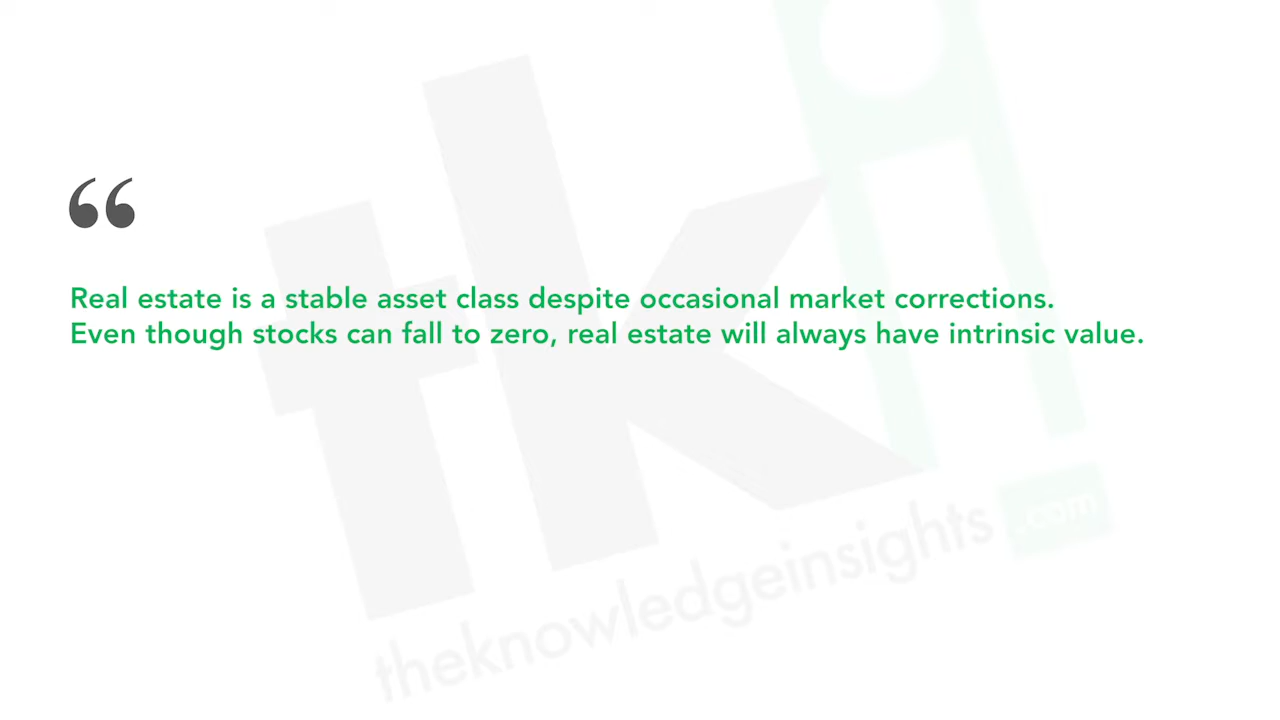 “
Real estate is a stable asset class despite occasional market corrections.
Even though stocks can fall to zero, real estate will always have intrinsic value.
tki
theknowledgeinsights.com